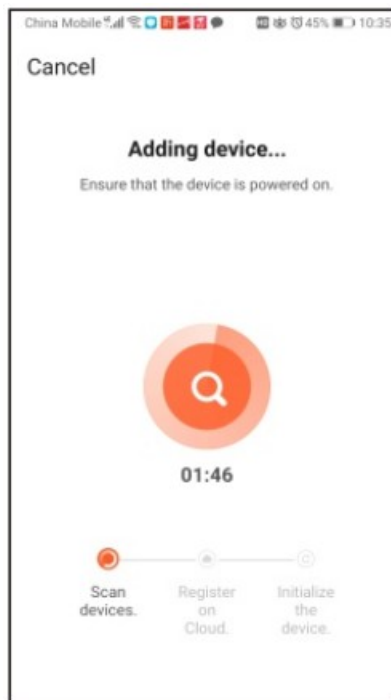 China Mobile 45% 10:35
Cancel
Adding device...
Ensure that the device is powered on.
01:46
Scan
devices.
Register
on
Cloud.
Initialize
the
device.